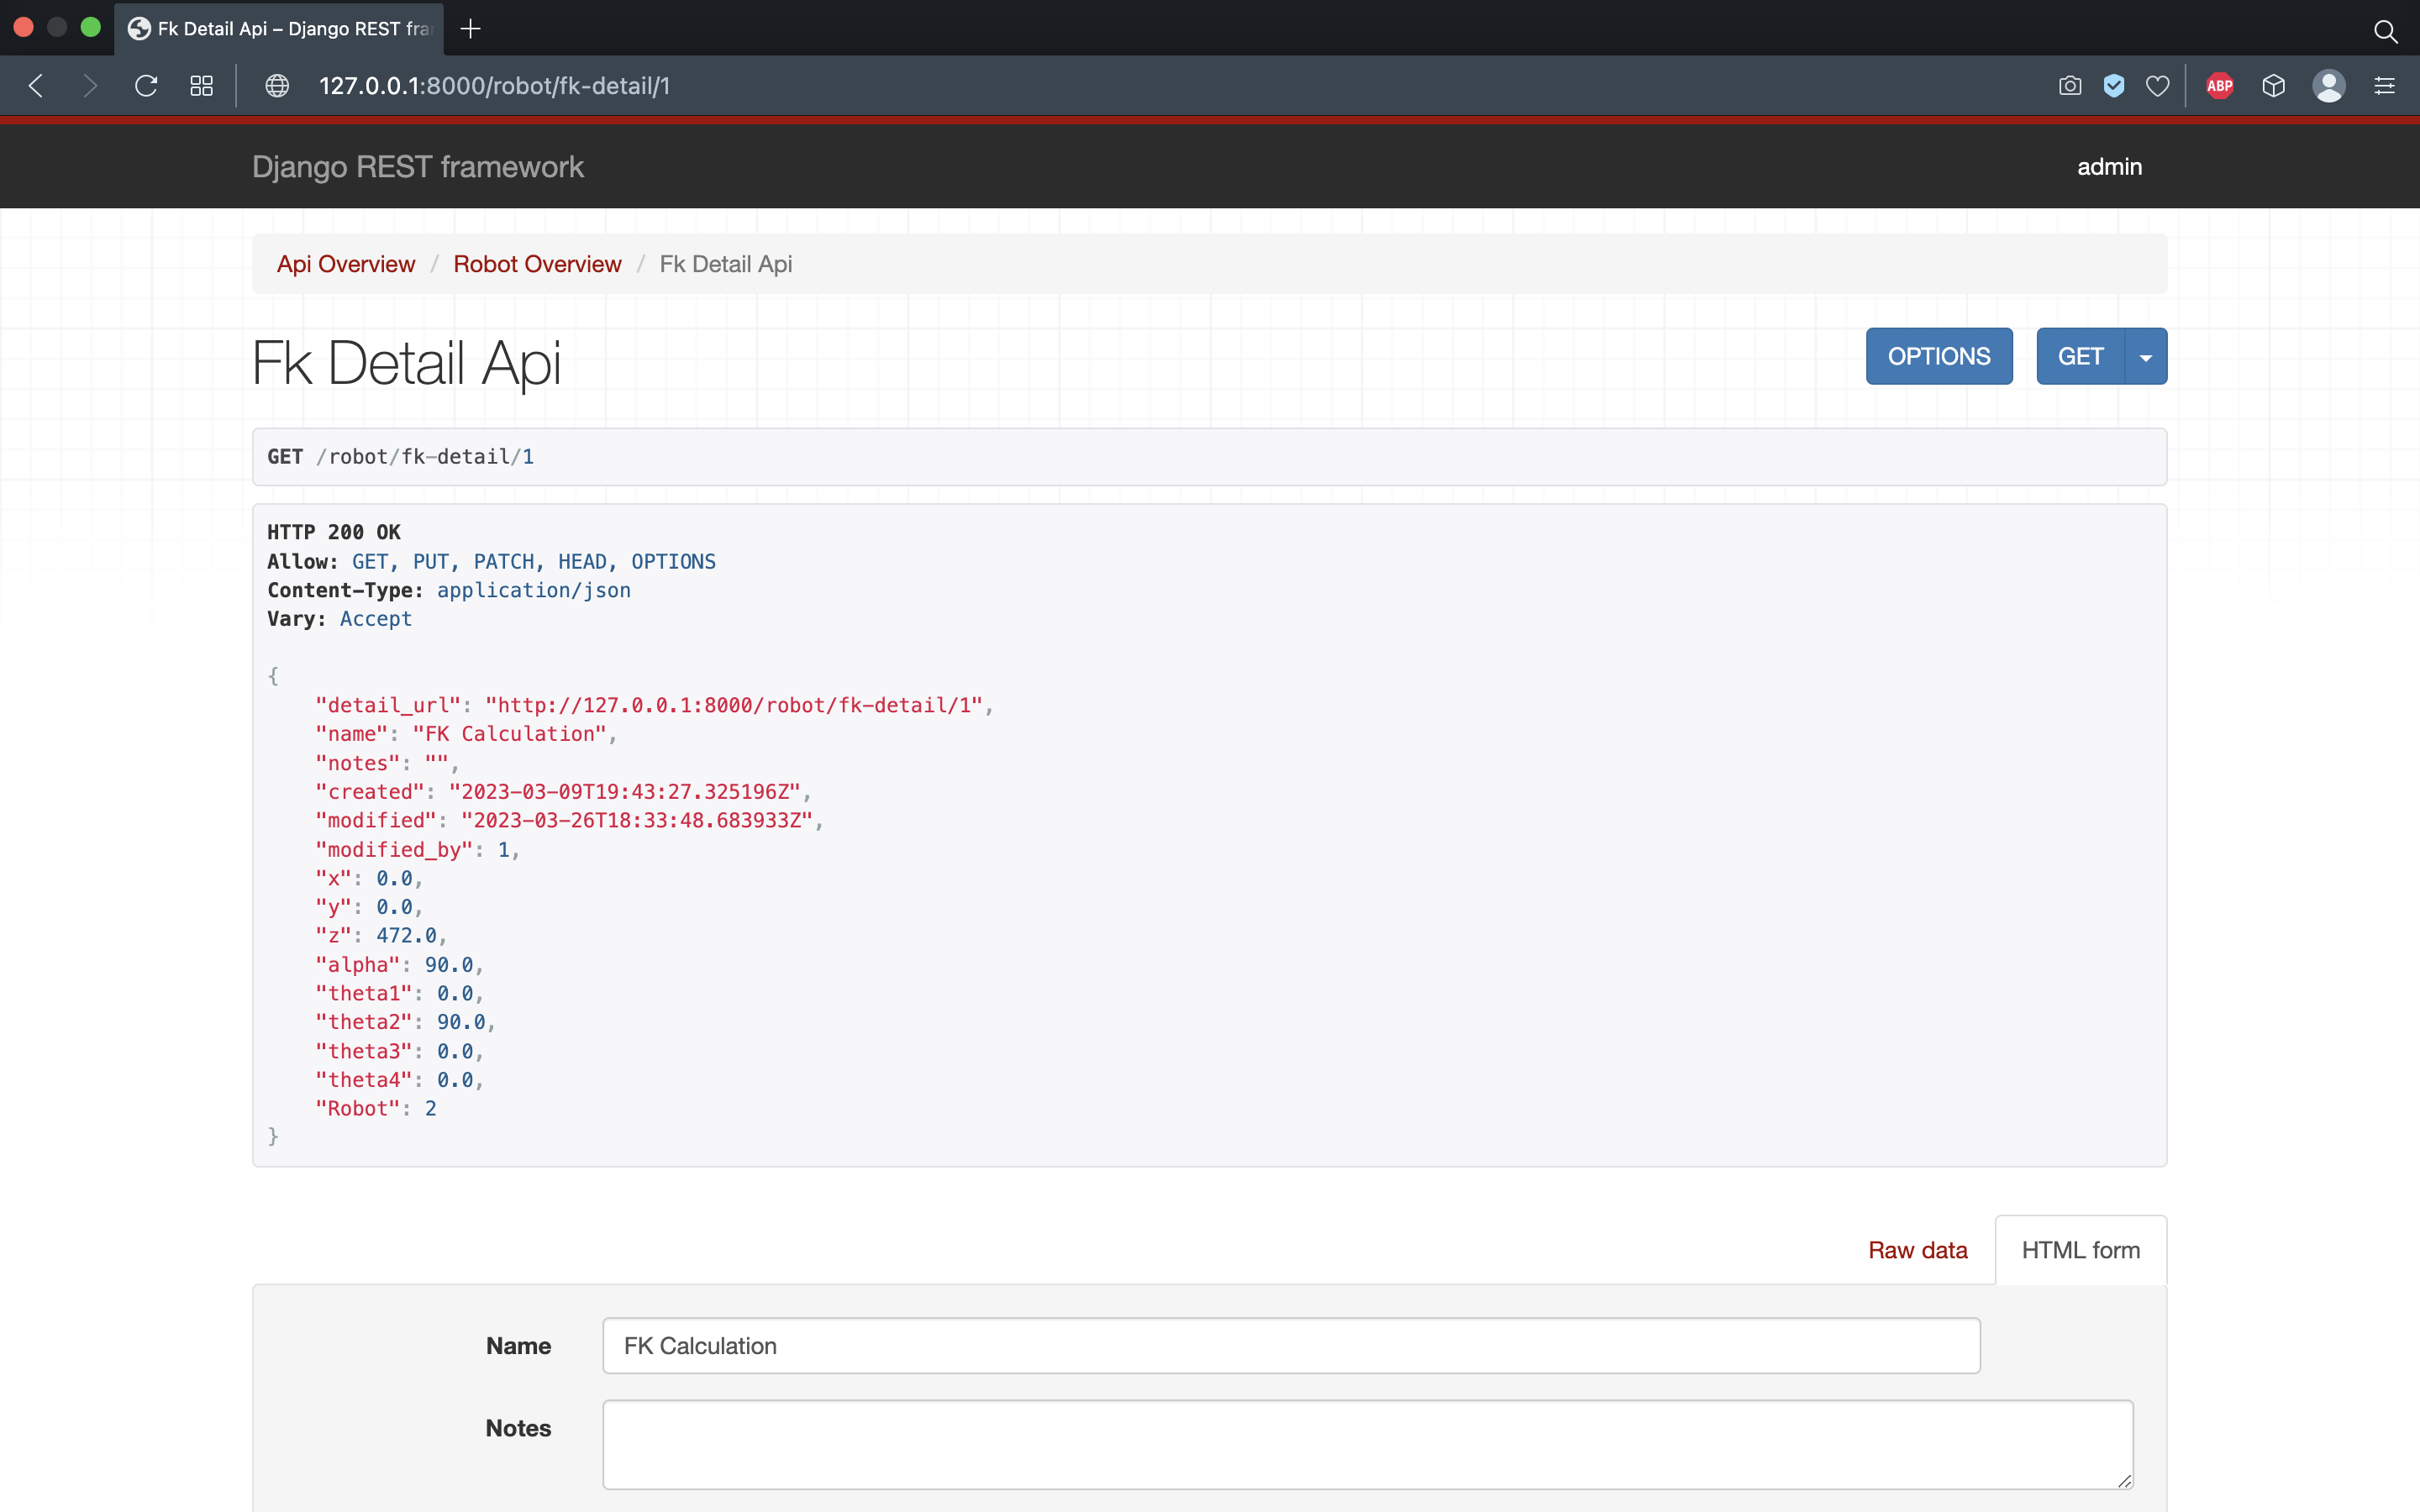 Fk Detail Api – Django REST fra
127.0.0.1:8000/robot/fk-detail/1
ABP
Django REST framework
admin
Api Overview / Robot Overview / Fk Detail Api
Fk Detail Api
OPTIONS
GET
GET /robot/fk-detail/1
HTTP 200 OK
Allow: GET, PUT, PATCH, HEAD, OPTIONS
Content-Type: application/json
Vary: Accept
{
"detail_url": "http://127.0.0.1:8000/robot/fk-detail/1",
"name": "FK Calculation",
"notes": "",
"created": "2023-03-09T19:43:27.325196Z",
"modified": "2023-03-26T18:33:48.683933Z",
"modified_by": 1,
"x": 0.0,
"y": 0.0,
"z": 472.0,
"alpha": 90.0,
"theta1": 0.0,
"theta2": 90.0,
"theta3": 0.0,
"theta4": 0.0,
"Robot": 2
}
Raw data
HTML form
Name
FK Calculation
Notes